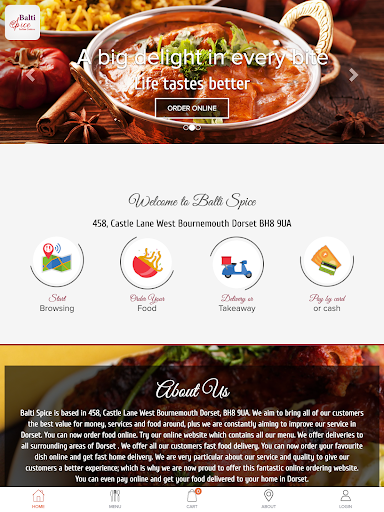 Balti
Spice
A big delight in every bite
Life tastes better
ORDER ONLINE
Welcome to Balti Spice
458, Castle Lane West Bournemouth Dorset BH8 9UA
Start
Browsing
Order Your
Food
Delivery or
Takeaway
Pay by card
or cash
About Us
Balti Spice is based in 458, Castle Lane West Bournemouth Dorset, BH8 9UA. We aim to bring all of our customers
the best value for money, services and food around, plus we are constantly aiming to improve our service in
Dorset. You can now order food online. Try our online website which contains all our menu. We offer deliveries to
all surrounding areas of Dorset . We offer all our customers fast food delivery. You can now order your favourite
dish online and get fast home delivery. We are very particular about our service and quality to give our
customers a better experience; which is why we are now proud to offer this fantastic online ordering website.
You can even pay online and get your food delivered to your home in Dorset.
0
HOME
MENU
CART
ABOUT
LOGIN